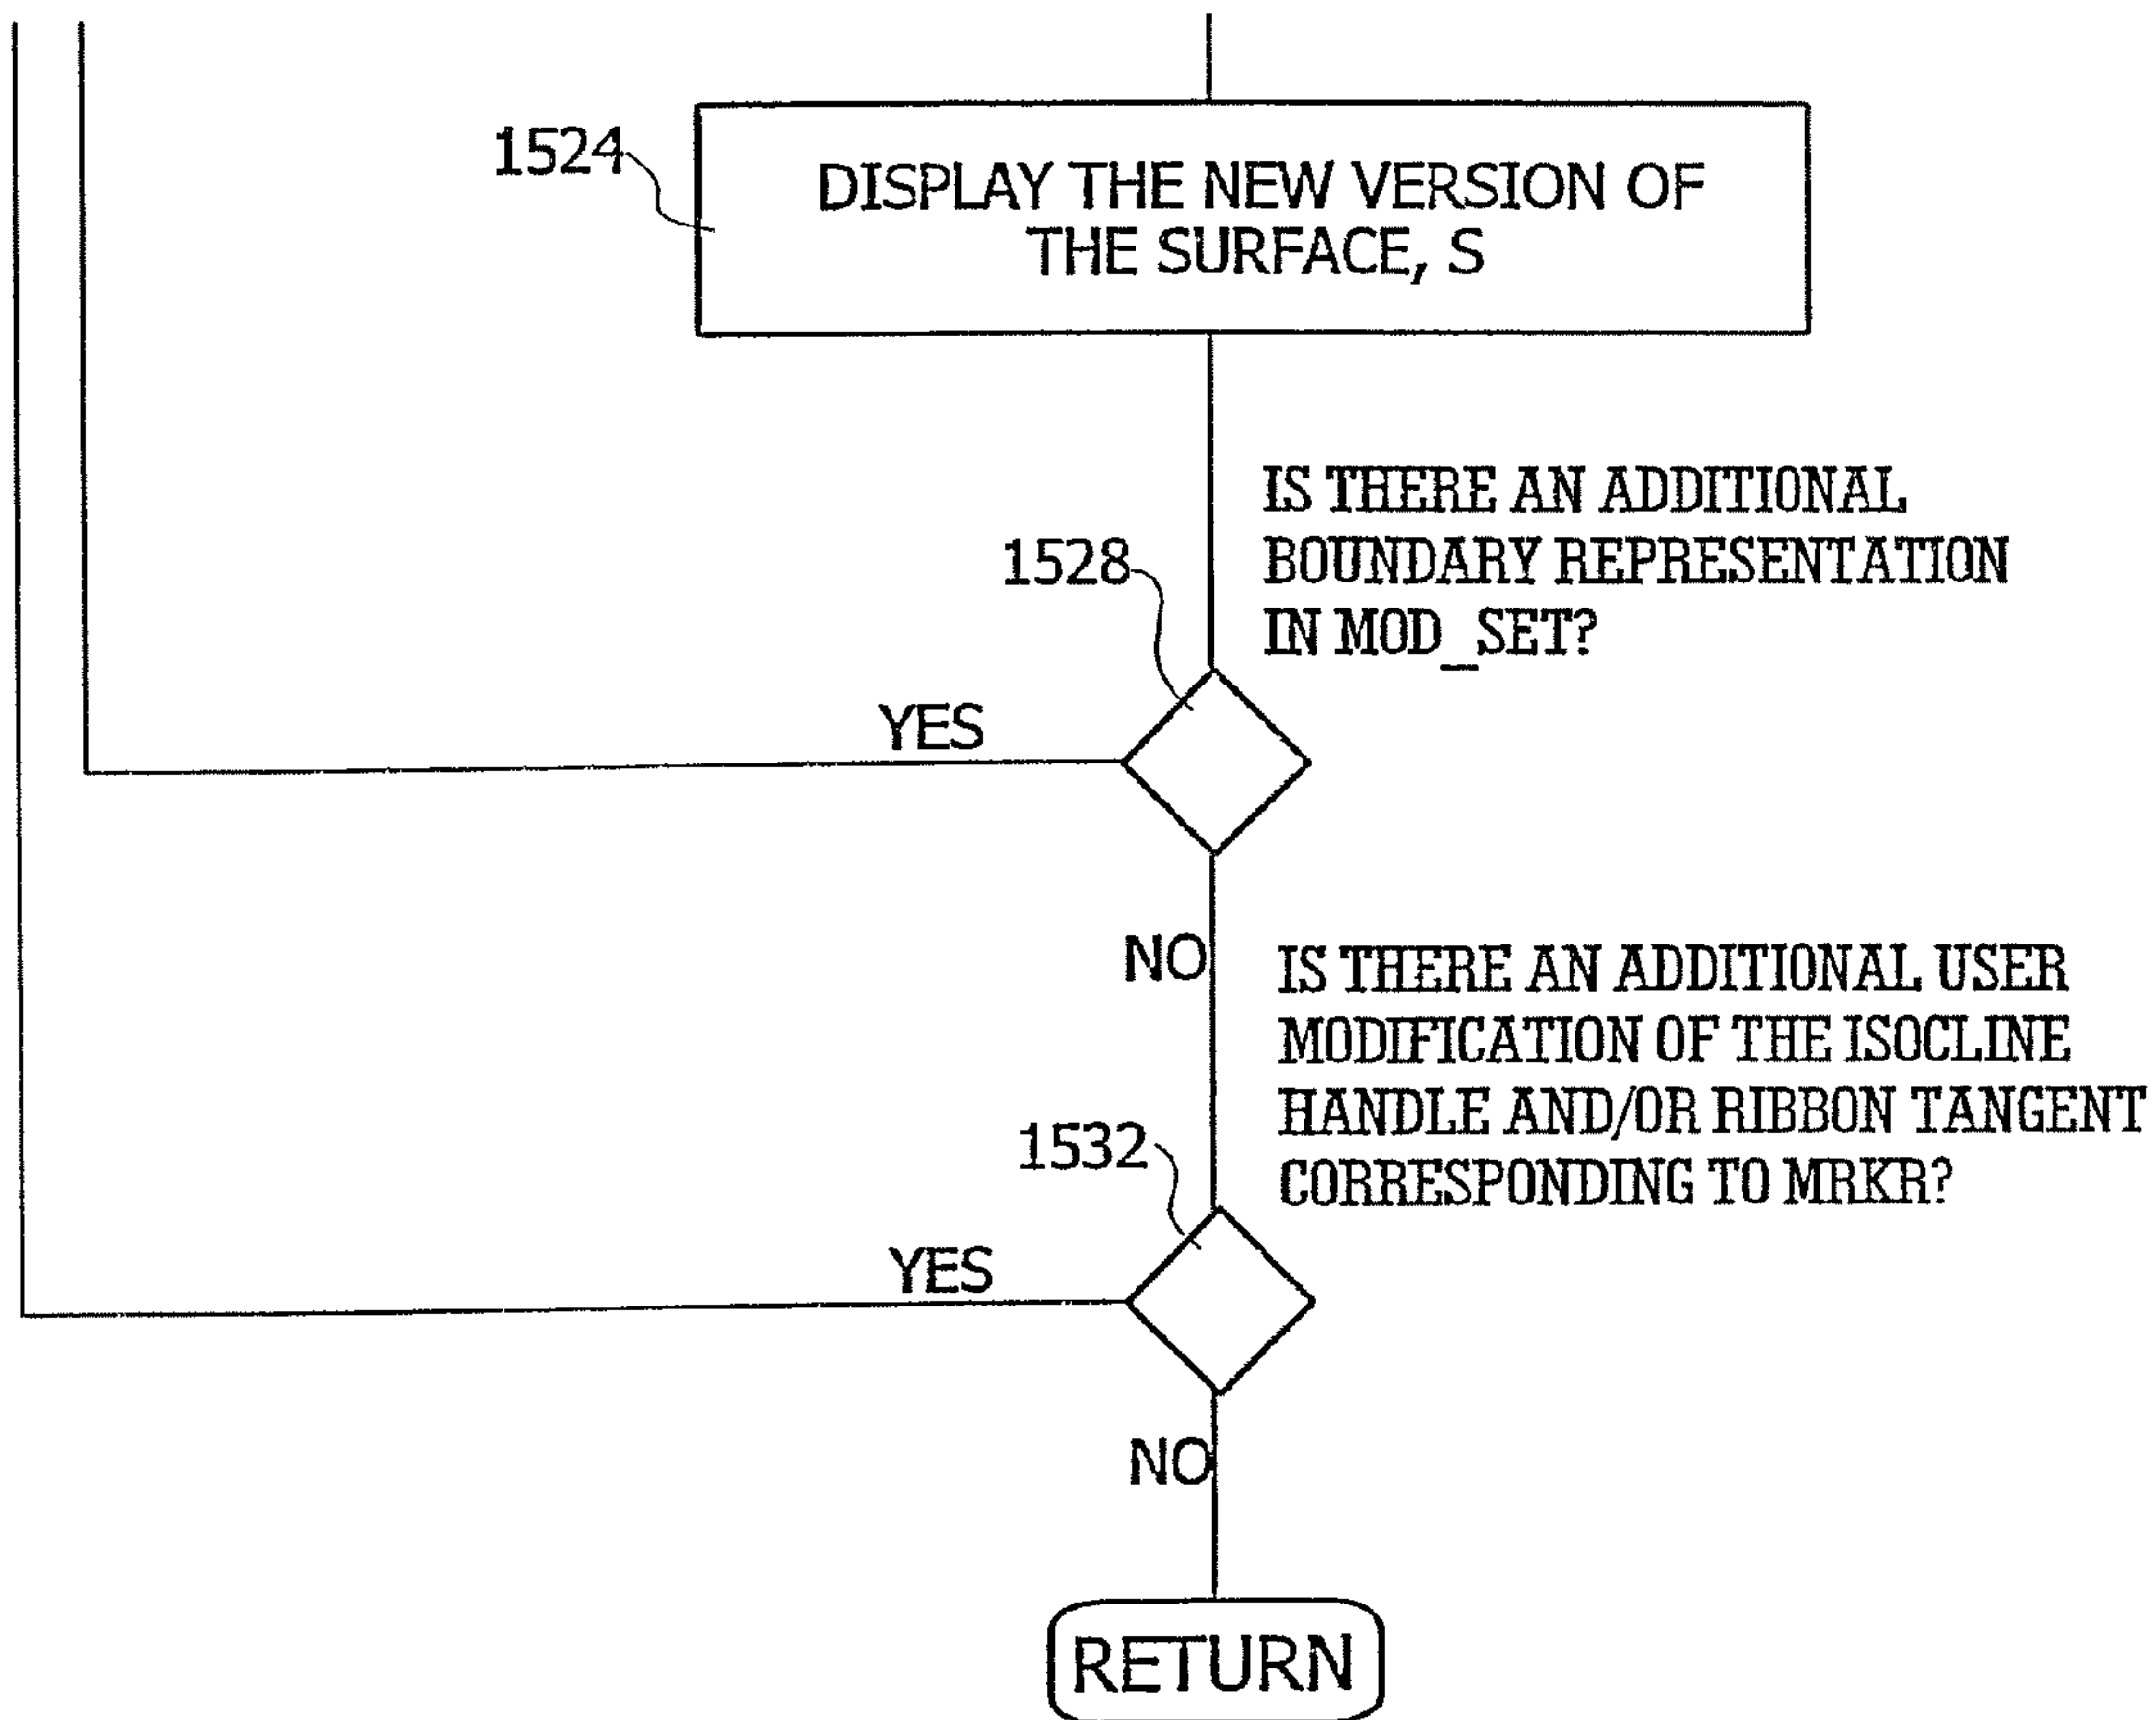 1524
DISPLAY THE NEW VERSION OF
THE SURFACE, S
IS THERE AN ADDITIONAL
BOUNDARY REPRESENTATION
IN MOD_SET?
1528
YES
NO
IS THERE AN ADDITIONAL USER
MODIFICATION OF THE ISOCLINE
HANDLE AND/OR RIBBON TANGENT
CORRESPONDING TO MRKR?
1532
YES
NO
RETURN